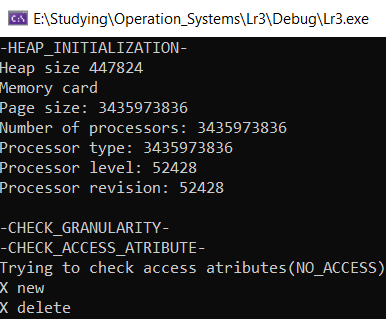 E:\Studying\Operation_Systems\Lr3\Debug\Lr3.exe
-HEAP_INITIALIZATION-
Heap size 447824
Memory card
Page size: 3435973836
Number of processors: 3435973836
Processor type: 3435973836
Processor level: 52428
Processor revision: 52428
-CHECK_GRANULARITY-
-CHECK_ACCESS_ATRIBUTE-
Trying to check access atributes(NO_ACCESS)
X new
X delete